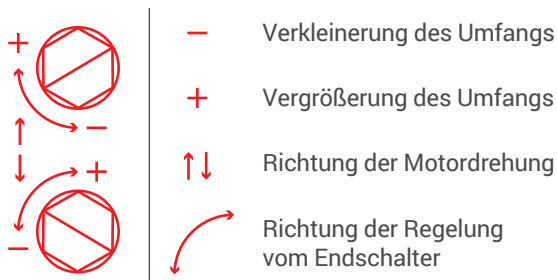 +
−
+
−
− Verkleinerung des Umfangs
+ Vergrößerung des Umfangs
↑↓ Richtung der Motordrehung
Richtung der Regelung
vom Endschalter